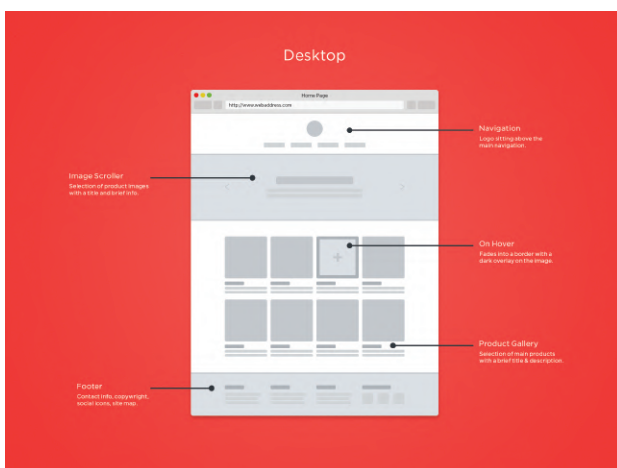 Desktop
Home Page
http://www.webaddress.com
Navigation
Logo sitting above the
main navigation.
Image Scroller
Selection of product images
with a title and brief info.
On Hover
Fades into a border with a
dark overlay on the image.
Product Gallery
Selection of main products
with a brief title & description.
Footer
Contact info, copywright,
social icons, site map.